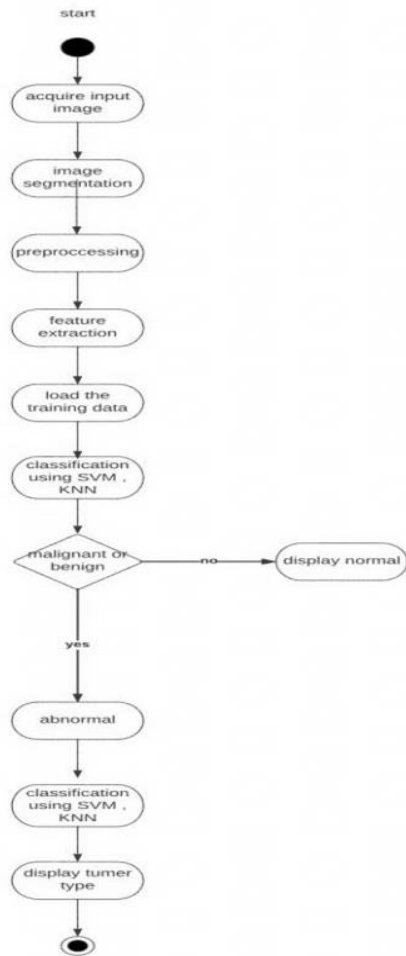 start
acquire input
image
image
segmentation
preproccessing
feature
extraction
load the
training data
classification
using SVM ,
KNN
malignant or
benign
no
display normal
yes
abnormal
classification
using SVM ,
KNN
display tumer
type